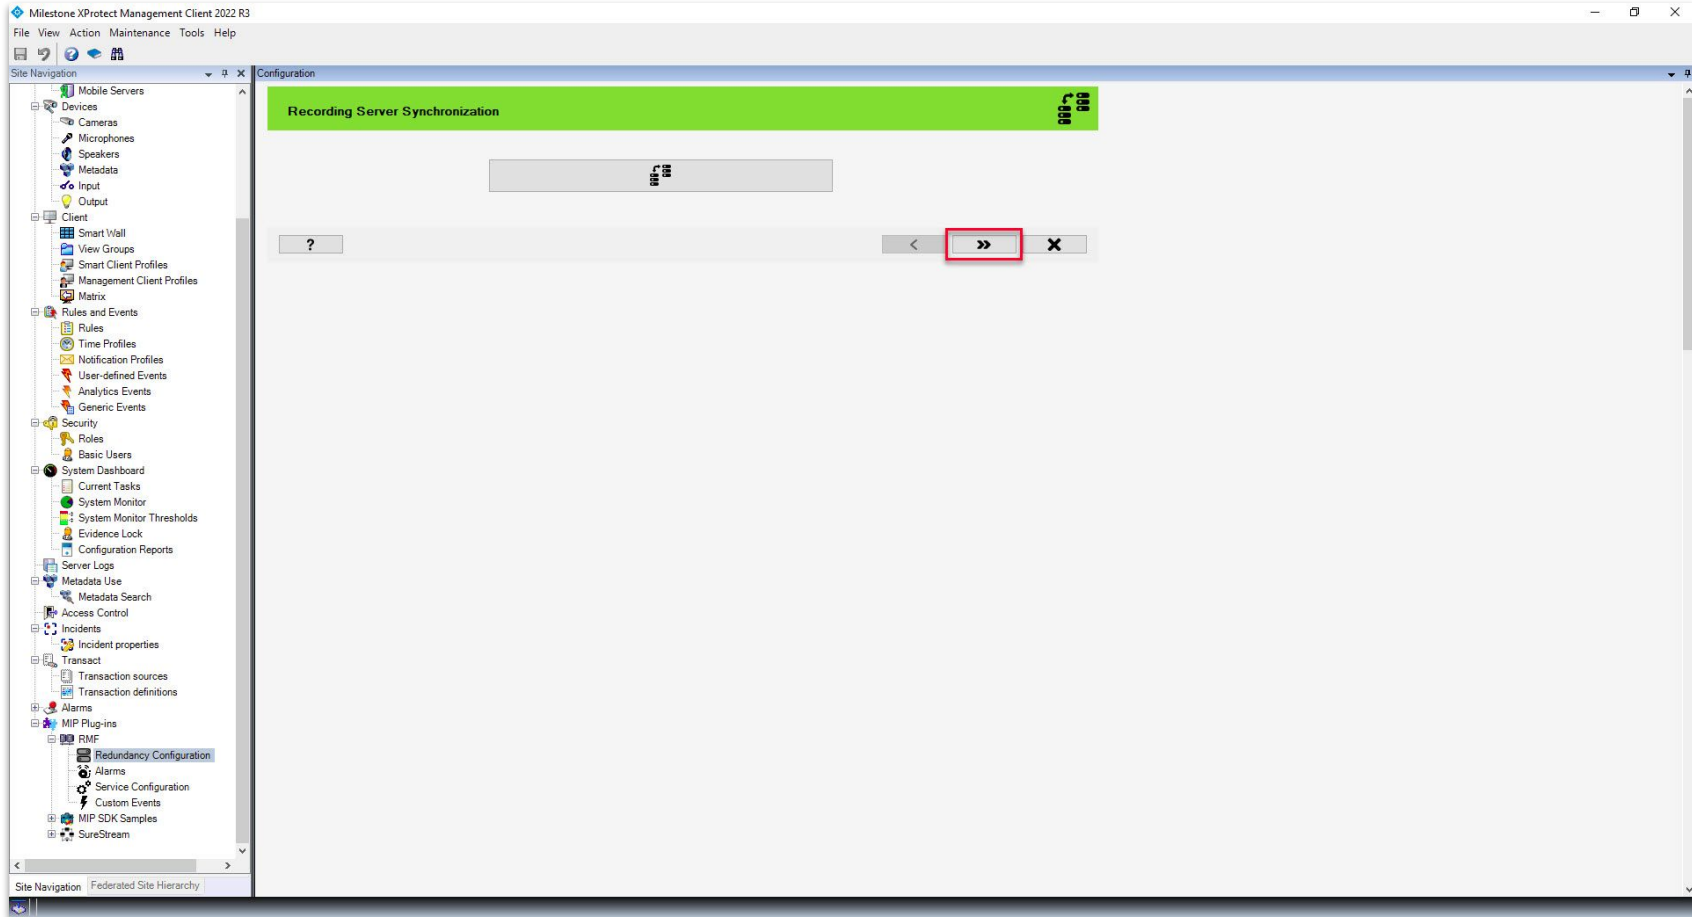 Milestone XProtect Management Client 2022 R3
File View Action Maintenance Tools Help
Site Navigation
Configuration
Mobile Servers
Devices
Cameras
Microphones
Speakers
Metadata
Input
Output
Client
Smart Wall
View Groups
Smart Client Profiles
Management Client Profiles
Matrix
Rules and Events
Rules
Time Profiles
Notification Profiles
User-defined Events
Analytics Events
Generic Events
Security
Roles
Basic Users
System Dashboard
Current Tasks
System Monitor
System Monitor Thresholds
Evidence Lock
Configuration Reports
Server Logs
Metadata Use
Metadata Search
Access Control
Incidents
Incident properties
Transact
Transaction sources
Transaction definitions
Alarms
MIP Plug-ins
RMF
Redundancy Configuration
Alarms
Service Configuration
Custom Events
MIP SDK Samples
SureStream
Site Navigation Federated Site Hierarchy
Recording Server Synchronization
? < » X